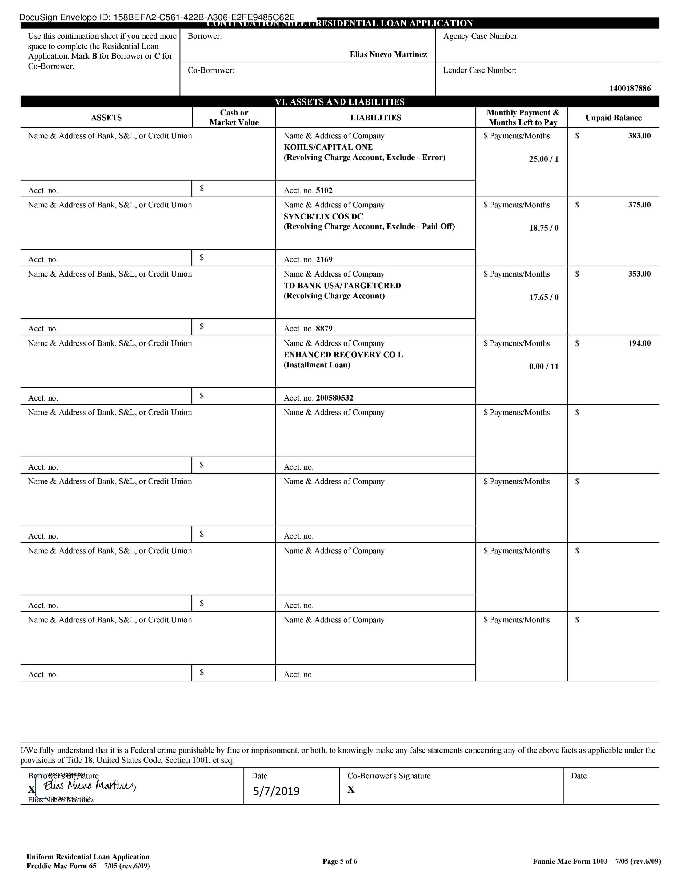 DocuSign Envelope ID: 158BEFA2-C561-422B-A306-E2FE9485C62E
CONTINUATION SHEET/RESIDENTIAL LOAN APPLICATION
Use this continuation sheet if you need more
space to complete the Residential Loan
Application. Mark B for Borrower or C for
Co-Borrower.
Borrower:
Elias Nuevo Martinez
Agency Case Number:
Co-Borrower:
Lender Case Number:
1400187886
VI. ASSETS AND LIABILITIES
ASSETS
Cash or
Market Value
LIABILITIES
Monthly Payment &
Months Left to Pay
Unpaid Balance
Name & Address of Bank, S&L, or Credit Union
Name & Address of Company
KOHLS/CAPITAL ONE
(Revolving Charge Account, Exclude - Error)
$ Payments/Months
25.00 / 1
$ 383.00
Acct. no.
$
Acct. no. 5102
Name & Address of Bank, S&L, or Credit Union
Name & Address of Company
SYNCB/LIX COS DC
(Revolving Charge Account, Exclude - Paid Off)
$ Payments/Months
18.75 / 0
$ 375.00
Acct. no.
$
Acct. no. 2169
Name & Address of Bank, S&L, or Credit Union
Name & Address of Company
TD BANK USA/TARGETCRED
(Revolving Charge Account)
$ Payments/Months
17.65 / 0
$ 353.00
Acct. no.
$
Acct. no. 8879
Name & Address of Bank, S&L, or Credit Union
Name & Address of Company
ENHANCED RECOVERY CO L
(Installment Loan)
$ Payments/Months
0.00 / 11
$ 194.00
Acct. no.
$
Acct. no. 200580532
Name & Address of Bank, S&L, or Credit Union
Name & Address of Company
$ Payments/Months
$
Acct. no.
$
Acct. no.
Name & Address of Bank, S&L, or Credit Union
Name & Address of Company
$ Payments/Months
$
Acct. no.
$
Acct. no.
Name & Address of Bank, S&L, or Credit Union
Name & Address of Company
$ Payments/Months
$
Acct. no.
$
Acct. no.
Name & Address of Bank, S&L, or Credit Union
Name & Address of Company
$ Payments/Months
$
Acct. no.
$
Acct. no.
I/We fully understand that it is a Federal crime punishable by fine or imprisonment, or both, to knowingly make any false statements concerning any of the above facts as applicable under the
provisions of Title 18, United States Code, Section 1001, et seq.
Borrower's Signature
X Elias Nuevo Martinez
Elias Nuevo Martinez
Date
5/7/2019
Co-Borrower's Signature
X
Date
Uniform Residential Loan Application
Freddie Mac Form 65 7/05 (rev.6/09)
Page 5 of 6
Fannie Mae Form 1003 7/05 (rev.6/09)